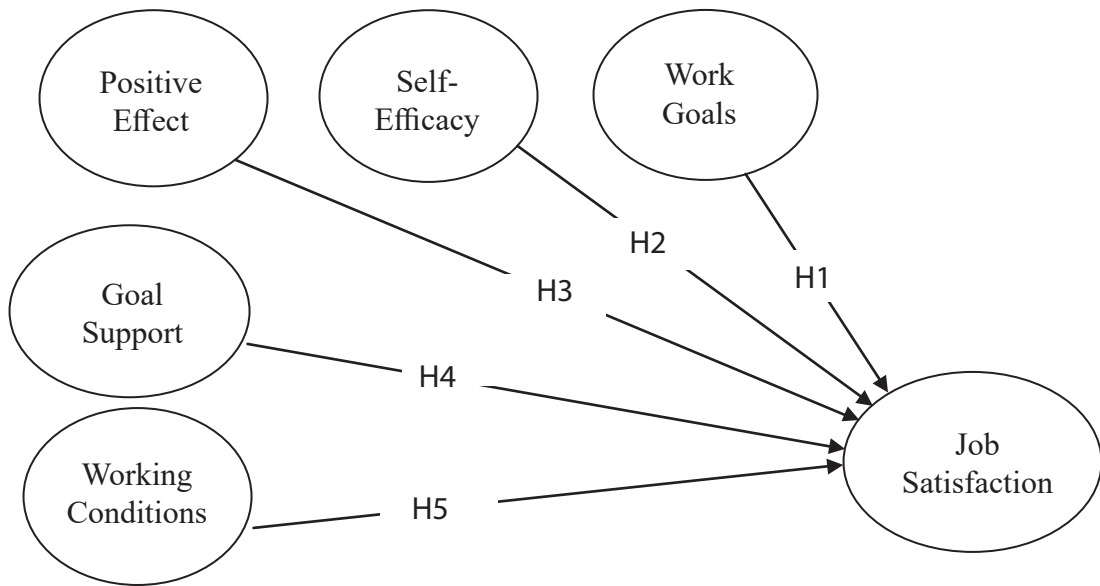 Positive
Effect
Self-
Efficacy
Work
Goals
H2
H1
H3
Goal
Support
H4
Job
Satisfaction
Working
Conditions
H5